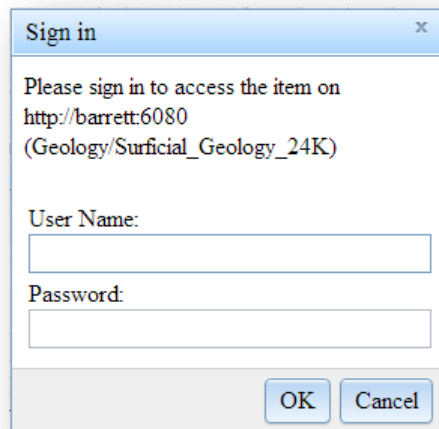 Sign in
x
Please sign in to access the item on
http://barrett:6080
(Geology/Surficial_Geology_24K)
User Name:
Password:
OK Cancel